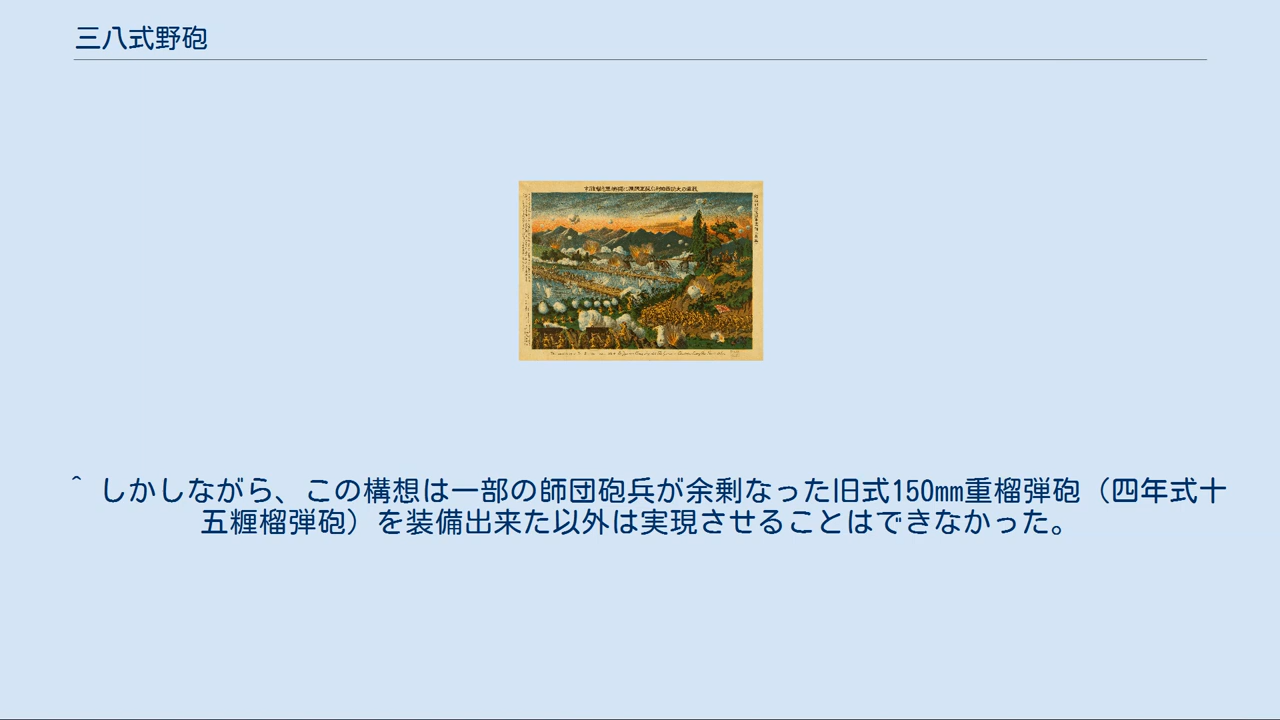 三八式野砲
^ しかしながら、この構想は一部の師団砲兵が余剰なった旧式150㎜重榴弾砲（四年式十
五糎榴弾砲）を装備出来た以外は実現させることはできなかった。